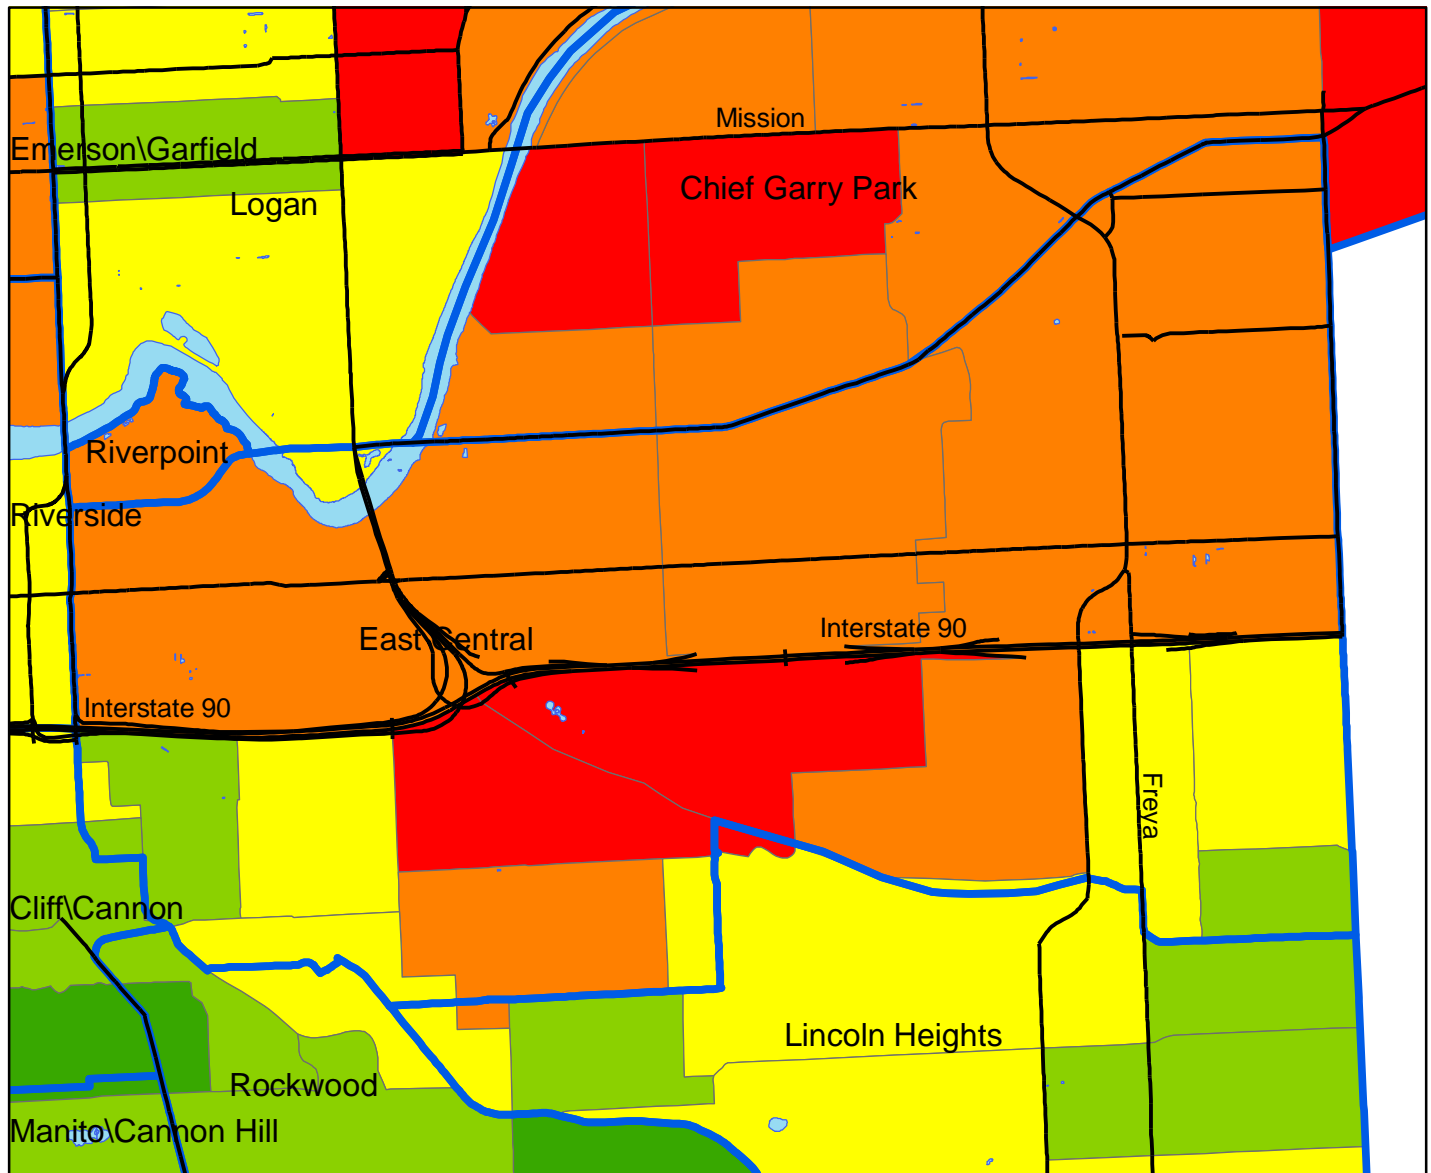 Mission
Emerson\Garfield
Chief Garry Park
Logan
Riverpoint
Riverside
Interstate 90
East Central
Interstate 90
Freya
Cliff\Cannon
Lincoln Heights
Rockwood
Manito\Cannon Hill